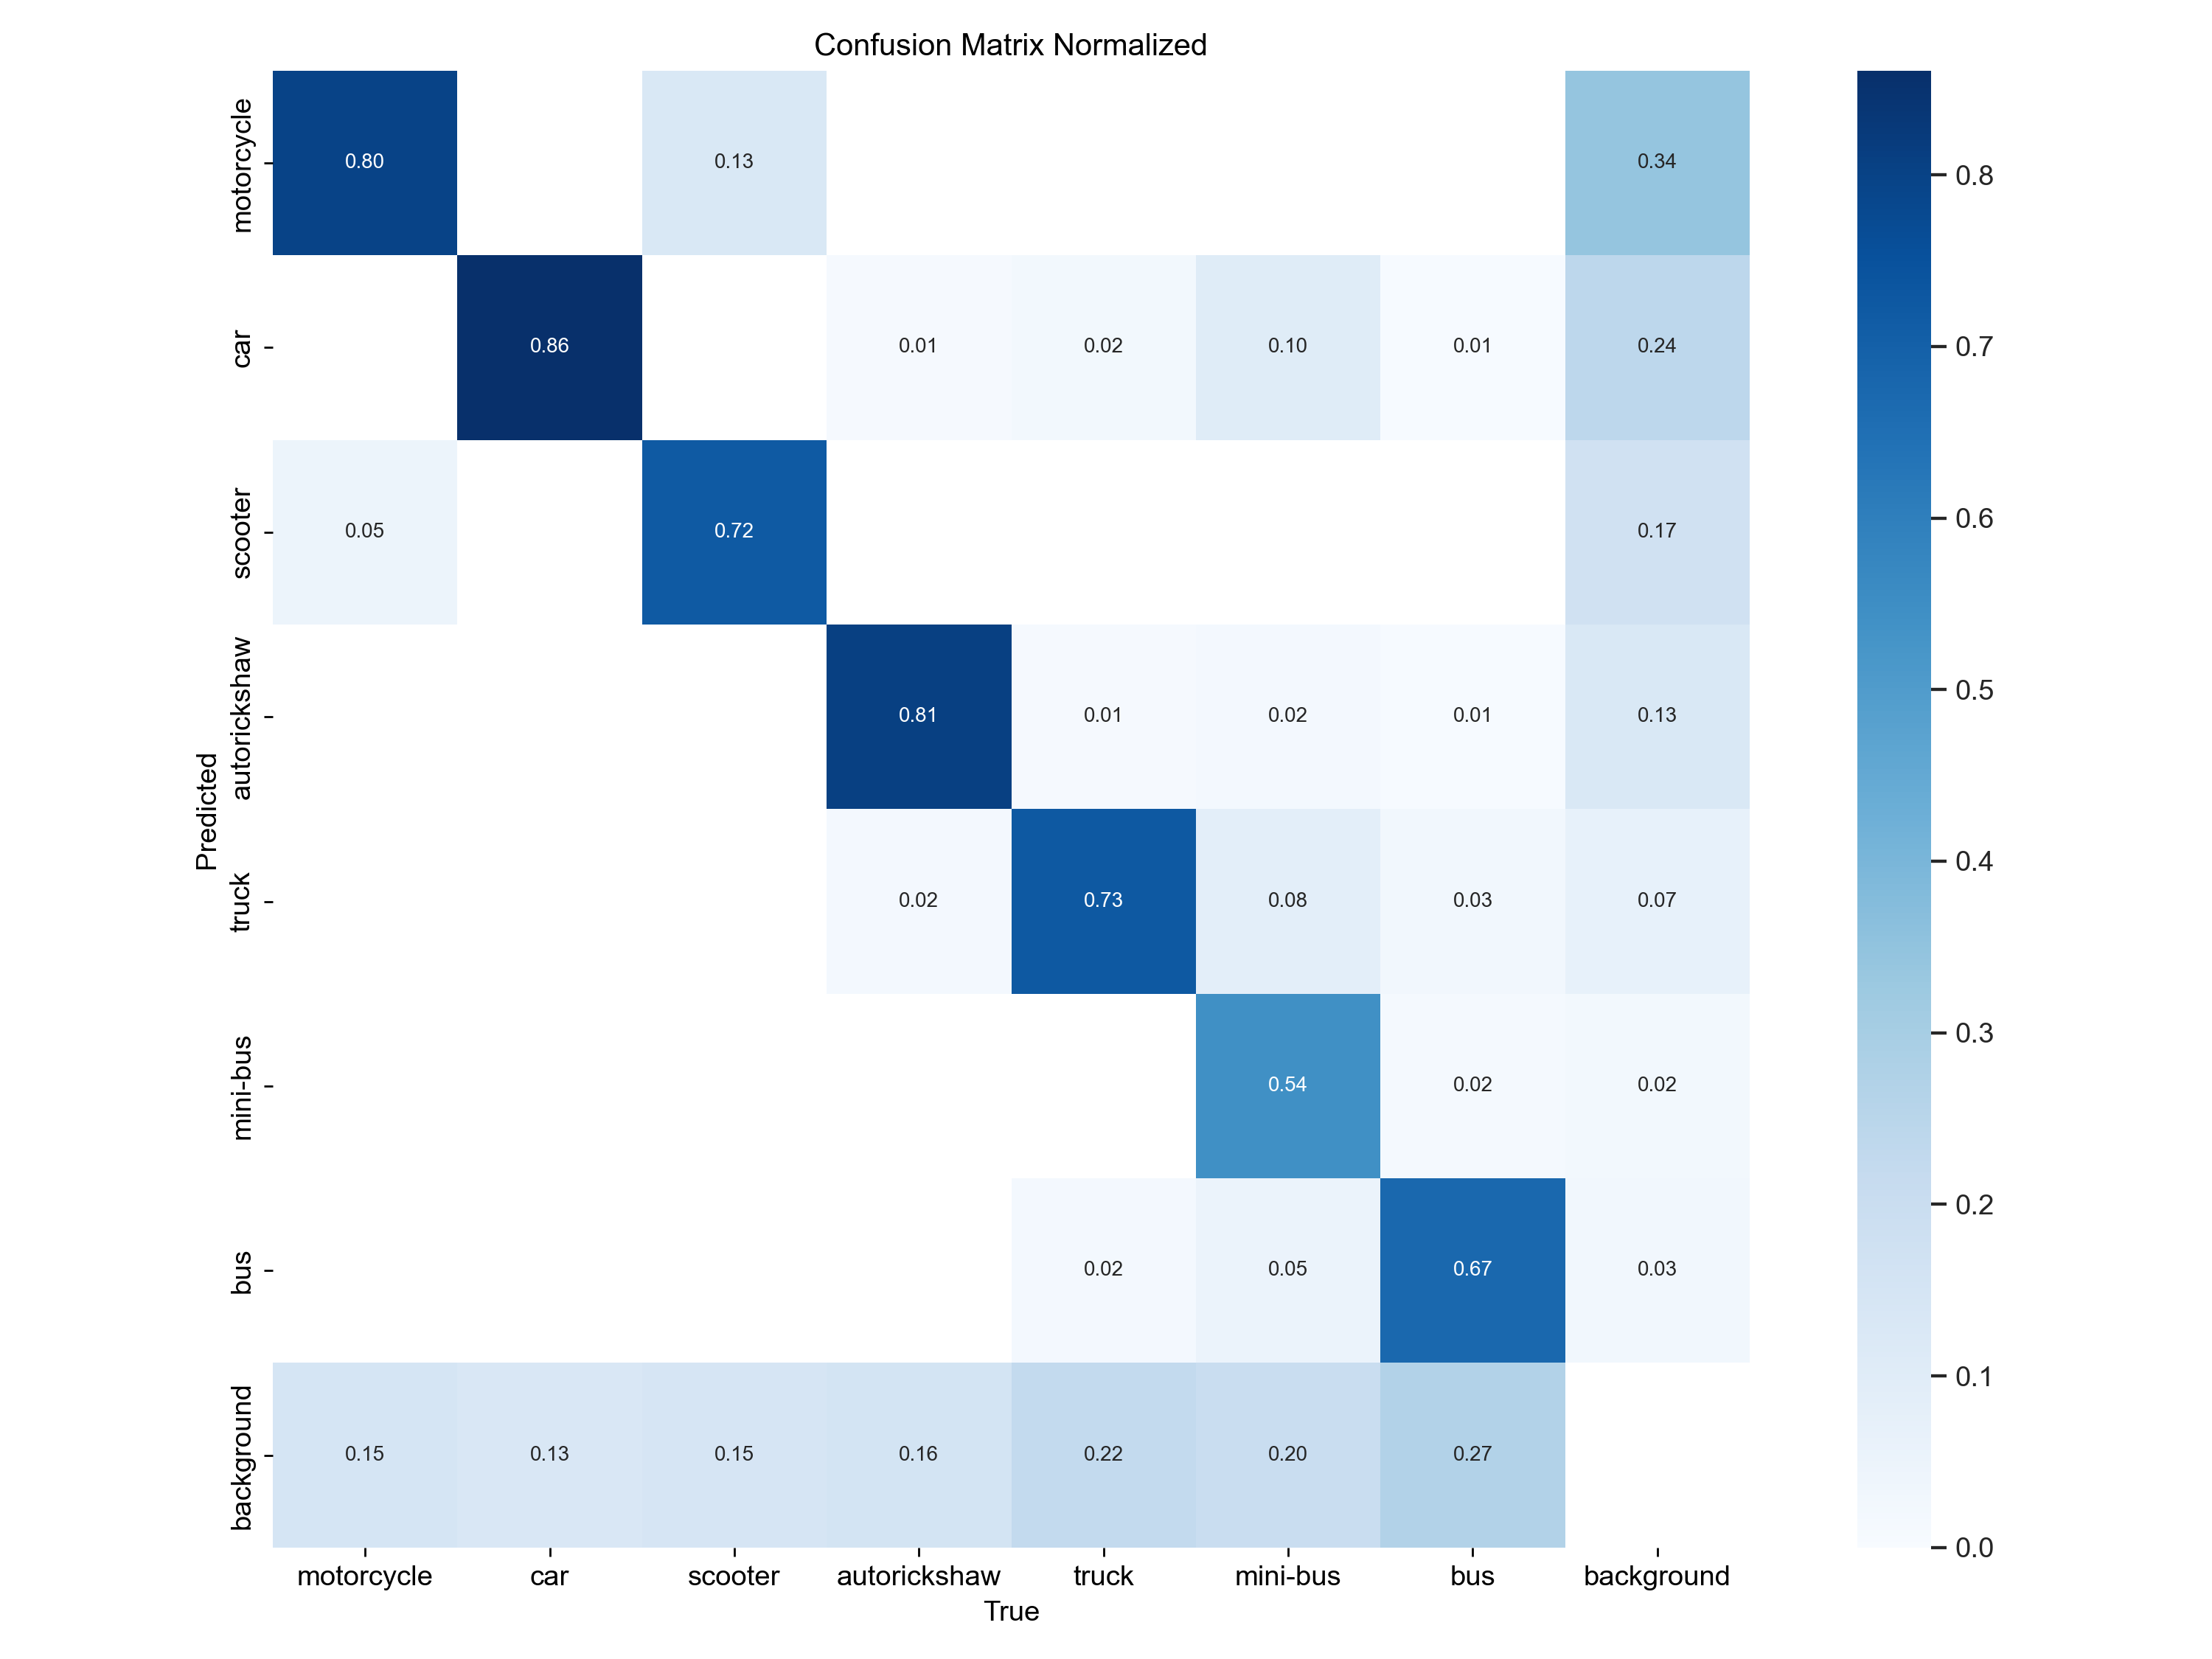 Confusion Matrix Normalized
motorcycle 0.80 0.13 0.34
car 0.86 0.01 0.02 0.10 0.01 0.24
scooter 0.05 0.72 0.17
autorickshaw 0.81 0.01 0.02 0.01 0.13
truck 0.02 0.73 0.08 0.03 0.07
mini-bus 0.54 0.02 0.02
bus 0.02 0.05 0.67 0.03
background 0.15 0.13 0.15 0.16 0.22 0.20 0.27
Predicted
motorcycle car scooter autorickshaw truck mini-bus bus background
True
0.8
0.7
0.6
0.5
0.4
0.3
0.2
0.1
0.0